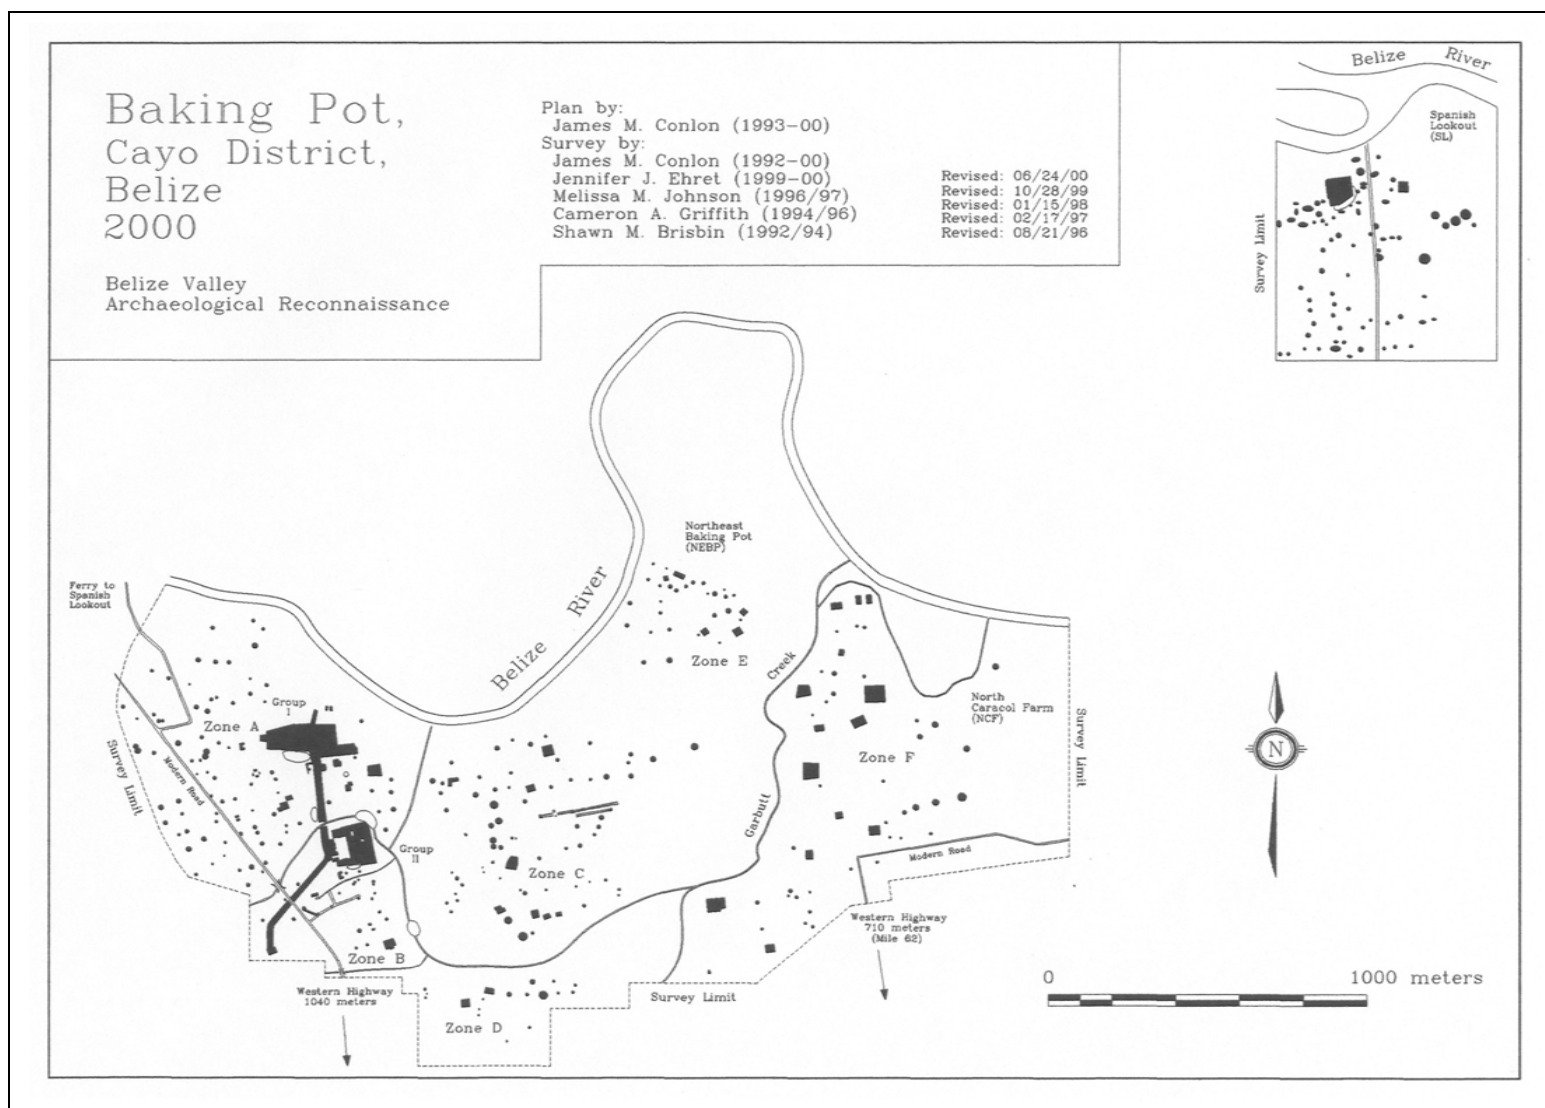 Baking Pot,
Cayo District,
Belize
2000
Belize Valley
Archaeological Reconnaissance
Plan by:
James M. Conlon (1993-00)
Survey by:
James M. Conlon (1992-00)
Jennifer J. Ehret (1999-00)
Melissa M. Johnson (1996/97)
Cameron A. Griffith (1994/96)
Shawn M. Brisbin (1992/94)
Revised: 06/24/00
Revised: 10/28/99
Revised: 01/15/98
Revised: 02/17/97
Revised: 08/21/96
Belize River
Spanish
Lookout
(SL)
Survey Limit
Northeast
Baking Pot
(NEBP)
Ferry to
Spanish
Lookout
Belize River
Zone E
Creek
Group
I
Zone A
North
Caracol Farm
(NCF)
Survey Limit
Survey Limit
Modern Road
Zone F
N
Garbutt
Group
II
Zone C
Modern Road
Western Highway
710 meters
(Mile 62)
Zone B
Western Highway
1040 meters
Survey Limit
0 1000 meters
Zone D